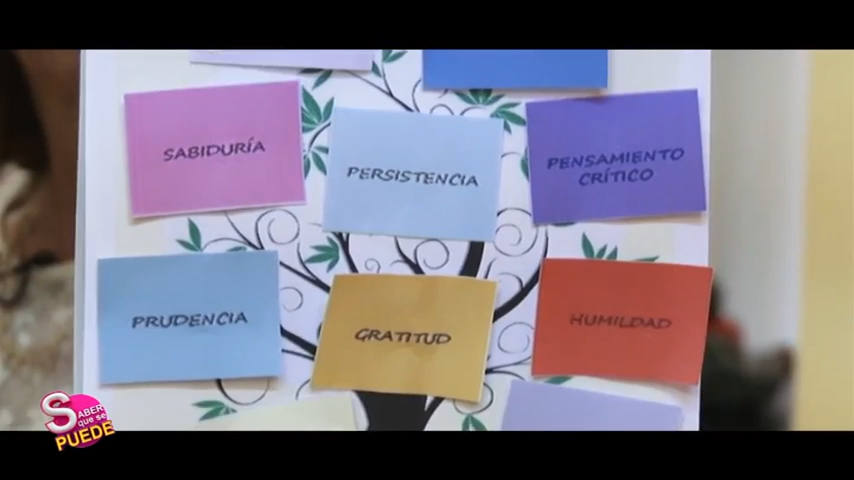 SABIDURÍA
PERSISTENCIA
PENSAMIENTO
CRÍTICO
PRUDENCIA
GRATITUD
HUMILDAD
SABER
que se
PUEDE